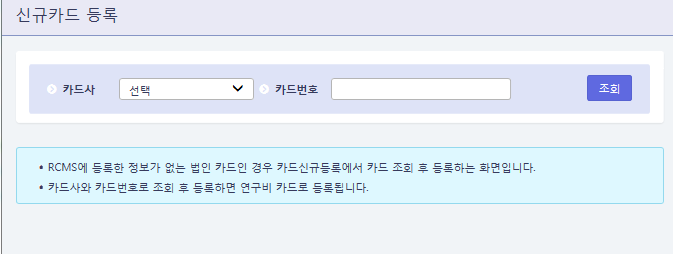 신규카드 등록
카드사 선택 카드번호 조회
• RCMS에 등록한 정보가 없는 법인 카드인 경우 카드신규등록에서 카드 조회 후 등록하는 화면입니다.
• 카드사와 카드번호로 조회 후 등록하면 연구비 카드로 등록됩니다.